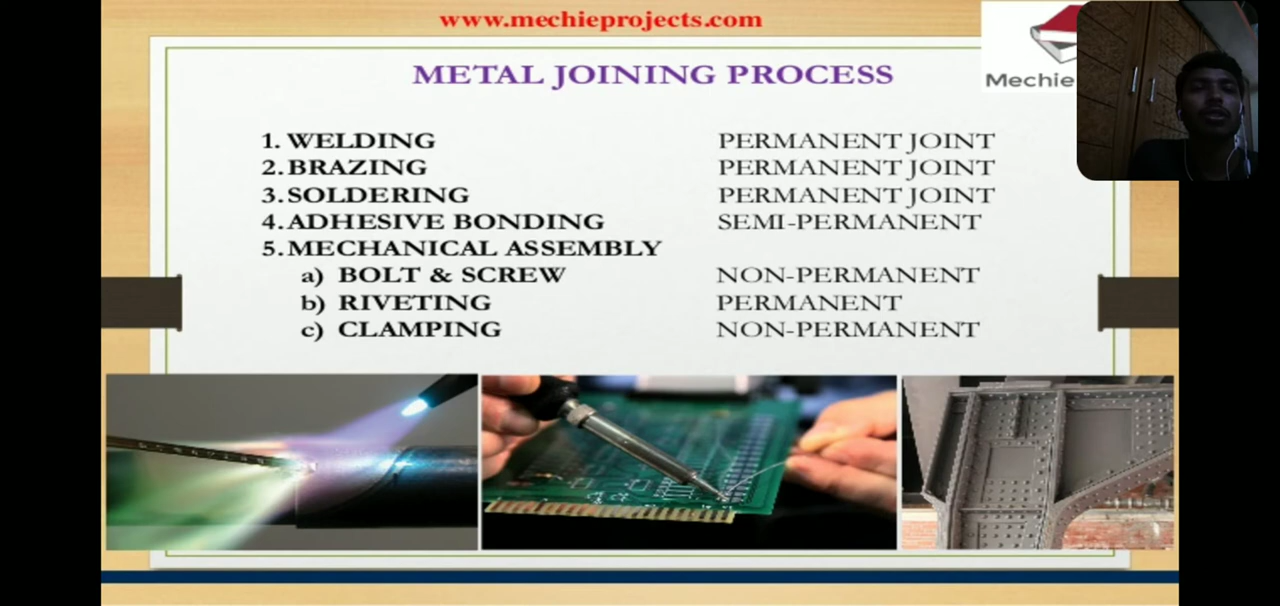 www.mechieprojects.com
Mechie
METAL JOINING PROCESS
1. WELDING PERMANENT JOINT
2. BRAZING PERMANENT JOINT
3. SOLDERING PERMANENT JOINT
4. ADHESIVE BONDING SEMI-PERMANENT
5. MECHANICAL ASSEMBLY
a) BOLT & SCREW NON-PERMANENT
b) RIVETING PERMANENT
c) CLAMPING NON-PERMANENT